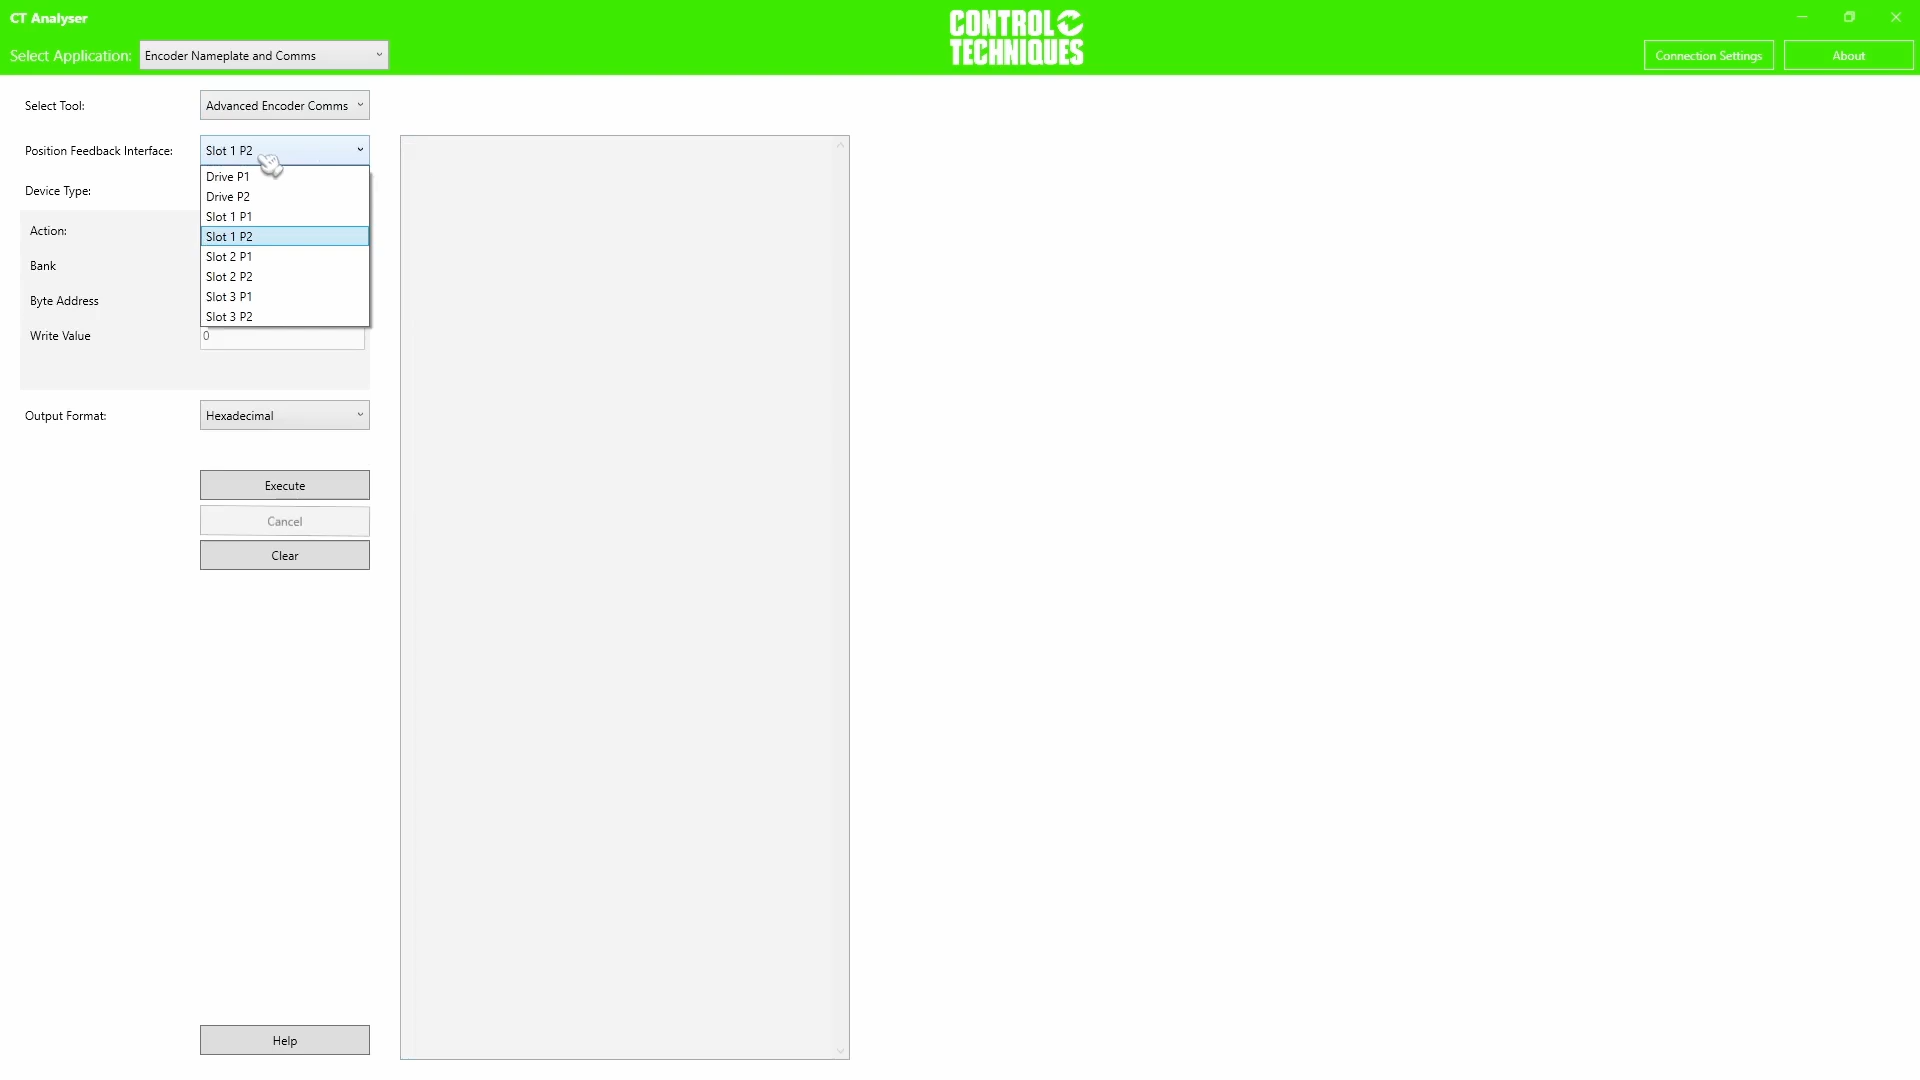 CT Analyser
CONTROL
TECHNIQUES
Select Application: Encoder Nameplate and Comms
Connection Settings
About
Select Tool: Advanced Encoder Comms
Position Feedback Interface: Slot 1 P2
Drive P1
Device Type:
Drive P2
Slot 1 P1
Action:
Slot 1 P2
Slot 2 P1
Bank
Slot 2 P2
Byte Address
Slot 3 P1
Slot 3 P2
Write Value 0
Output Format: Hexadecimal
Execute
Cancel
Clear
Help